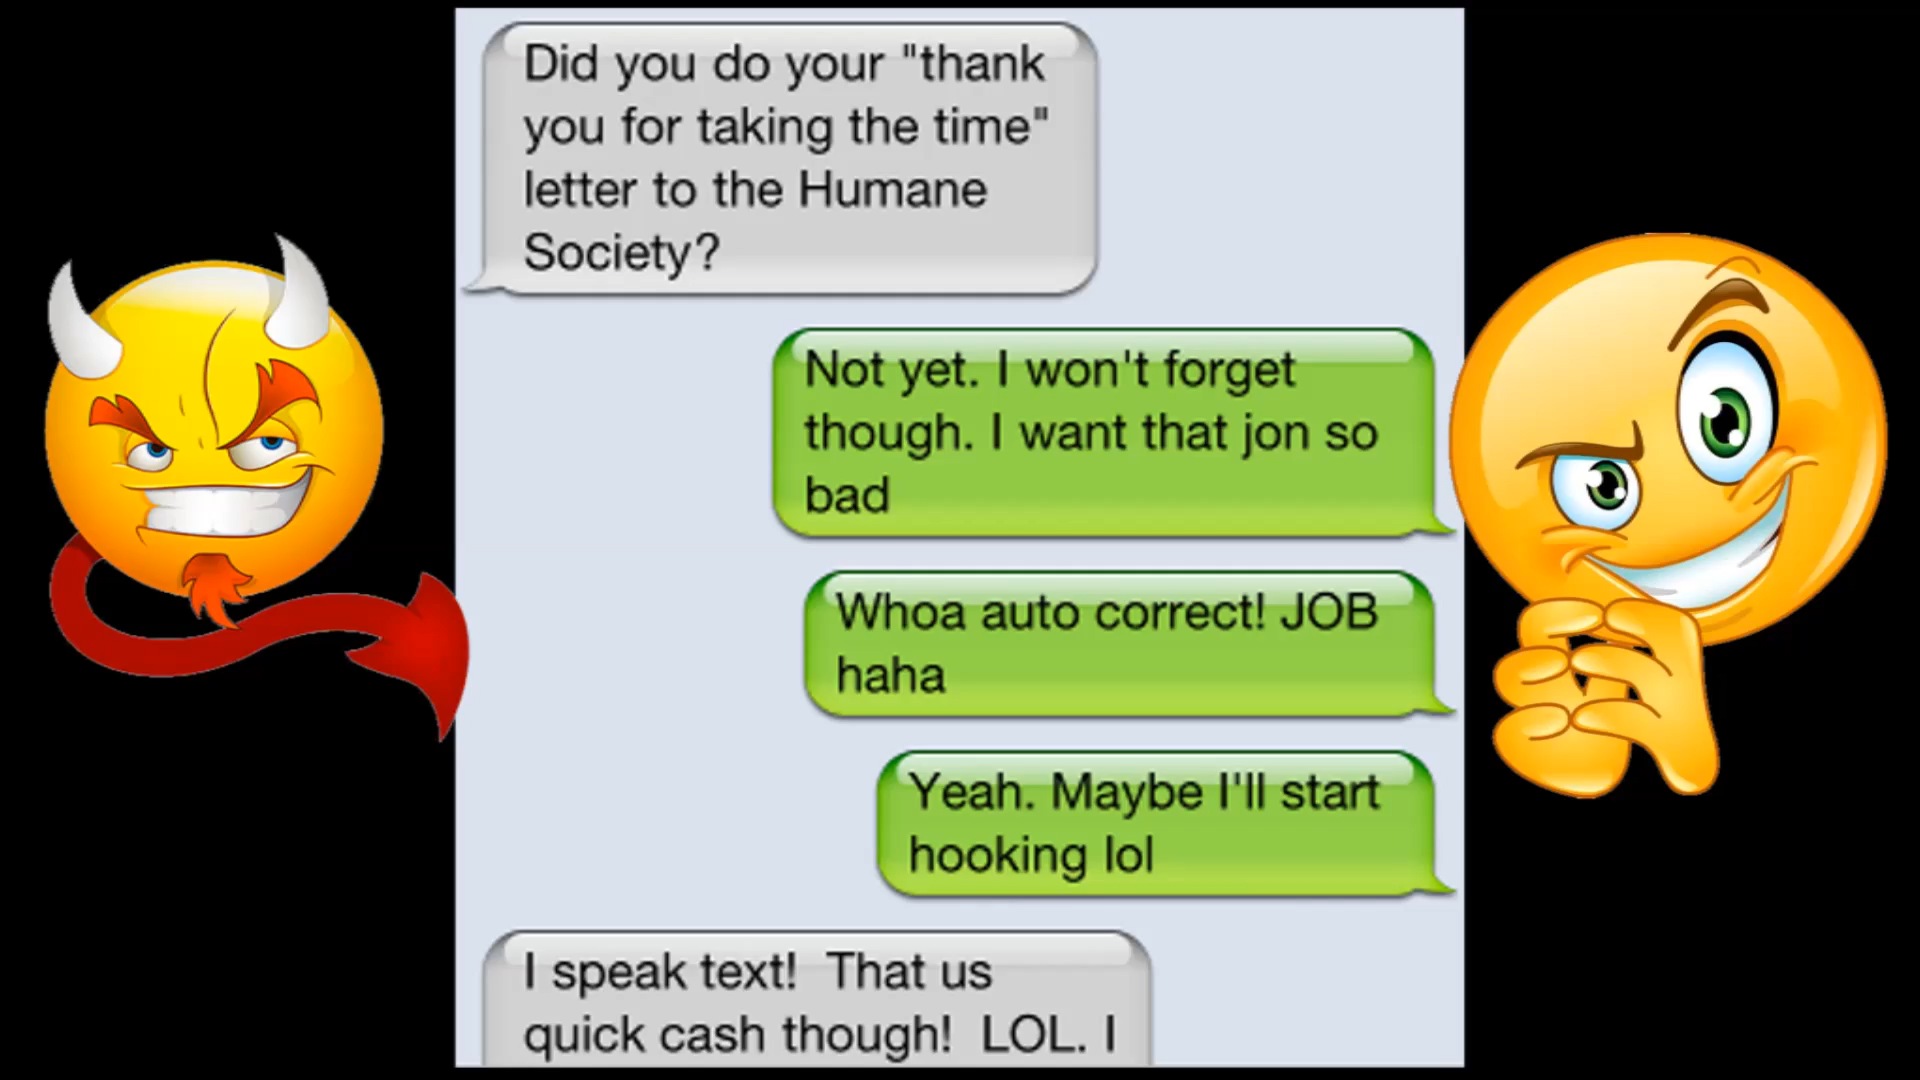 Did you do your "thank
you for taking the time"
letter to the Humane
Society?
Not yet. I won't forget
though. I want that jon so
bad
Whoa auto correct! JOB
haha
Yeah. Maybe I'll start
hooking lol
I speak text!  That us
quick cash though!  LOL. I